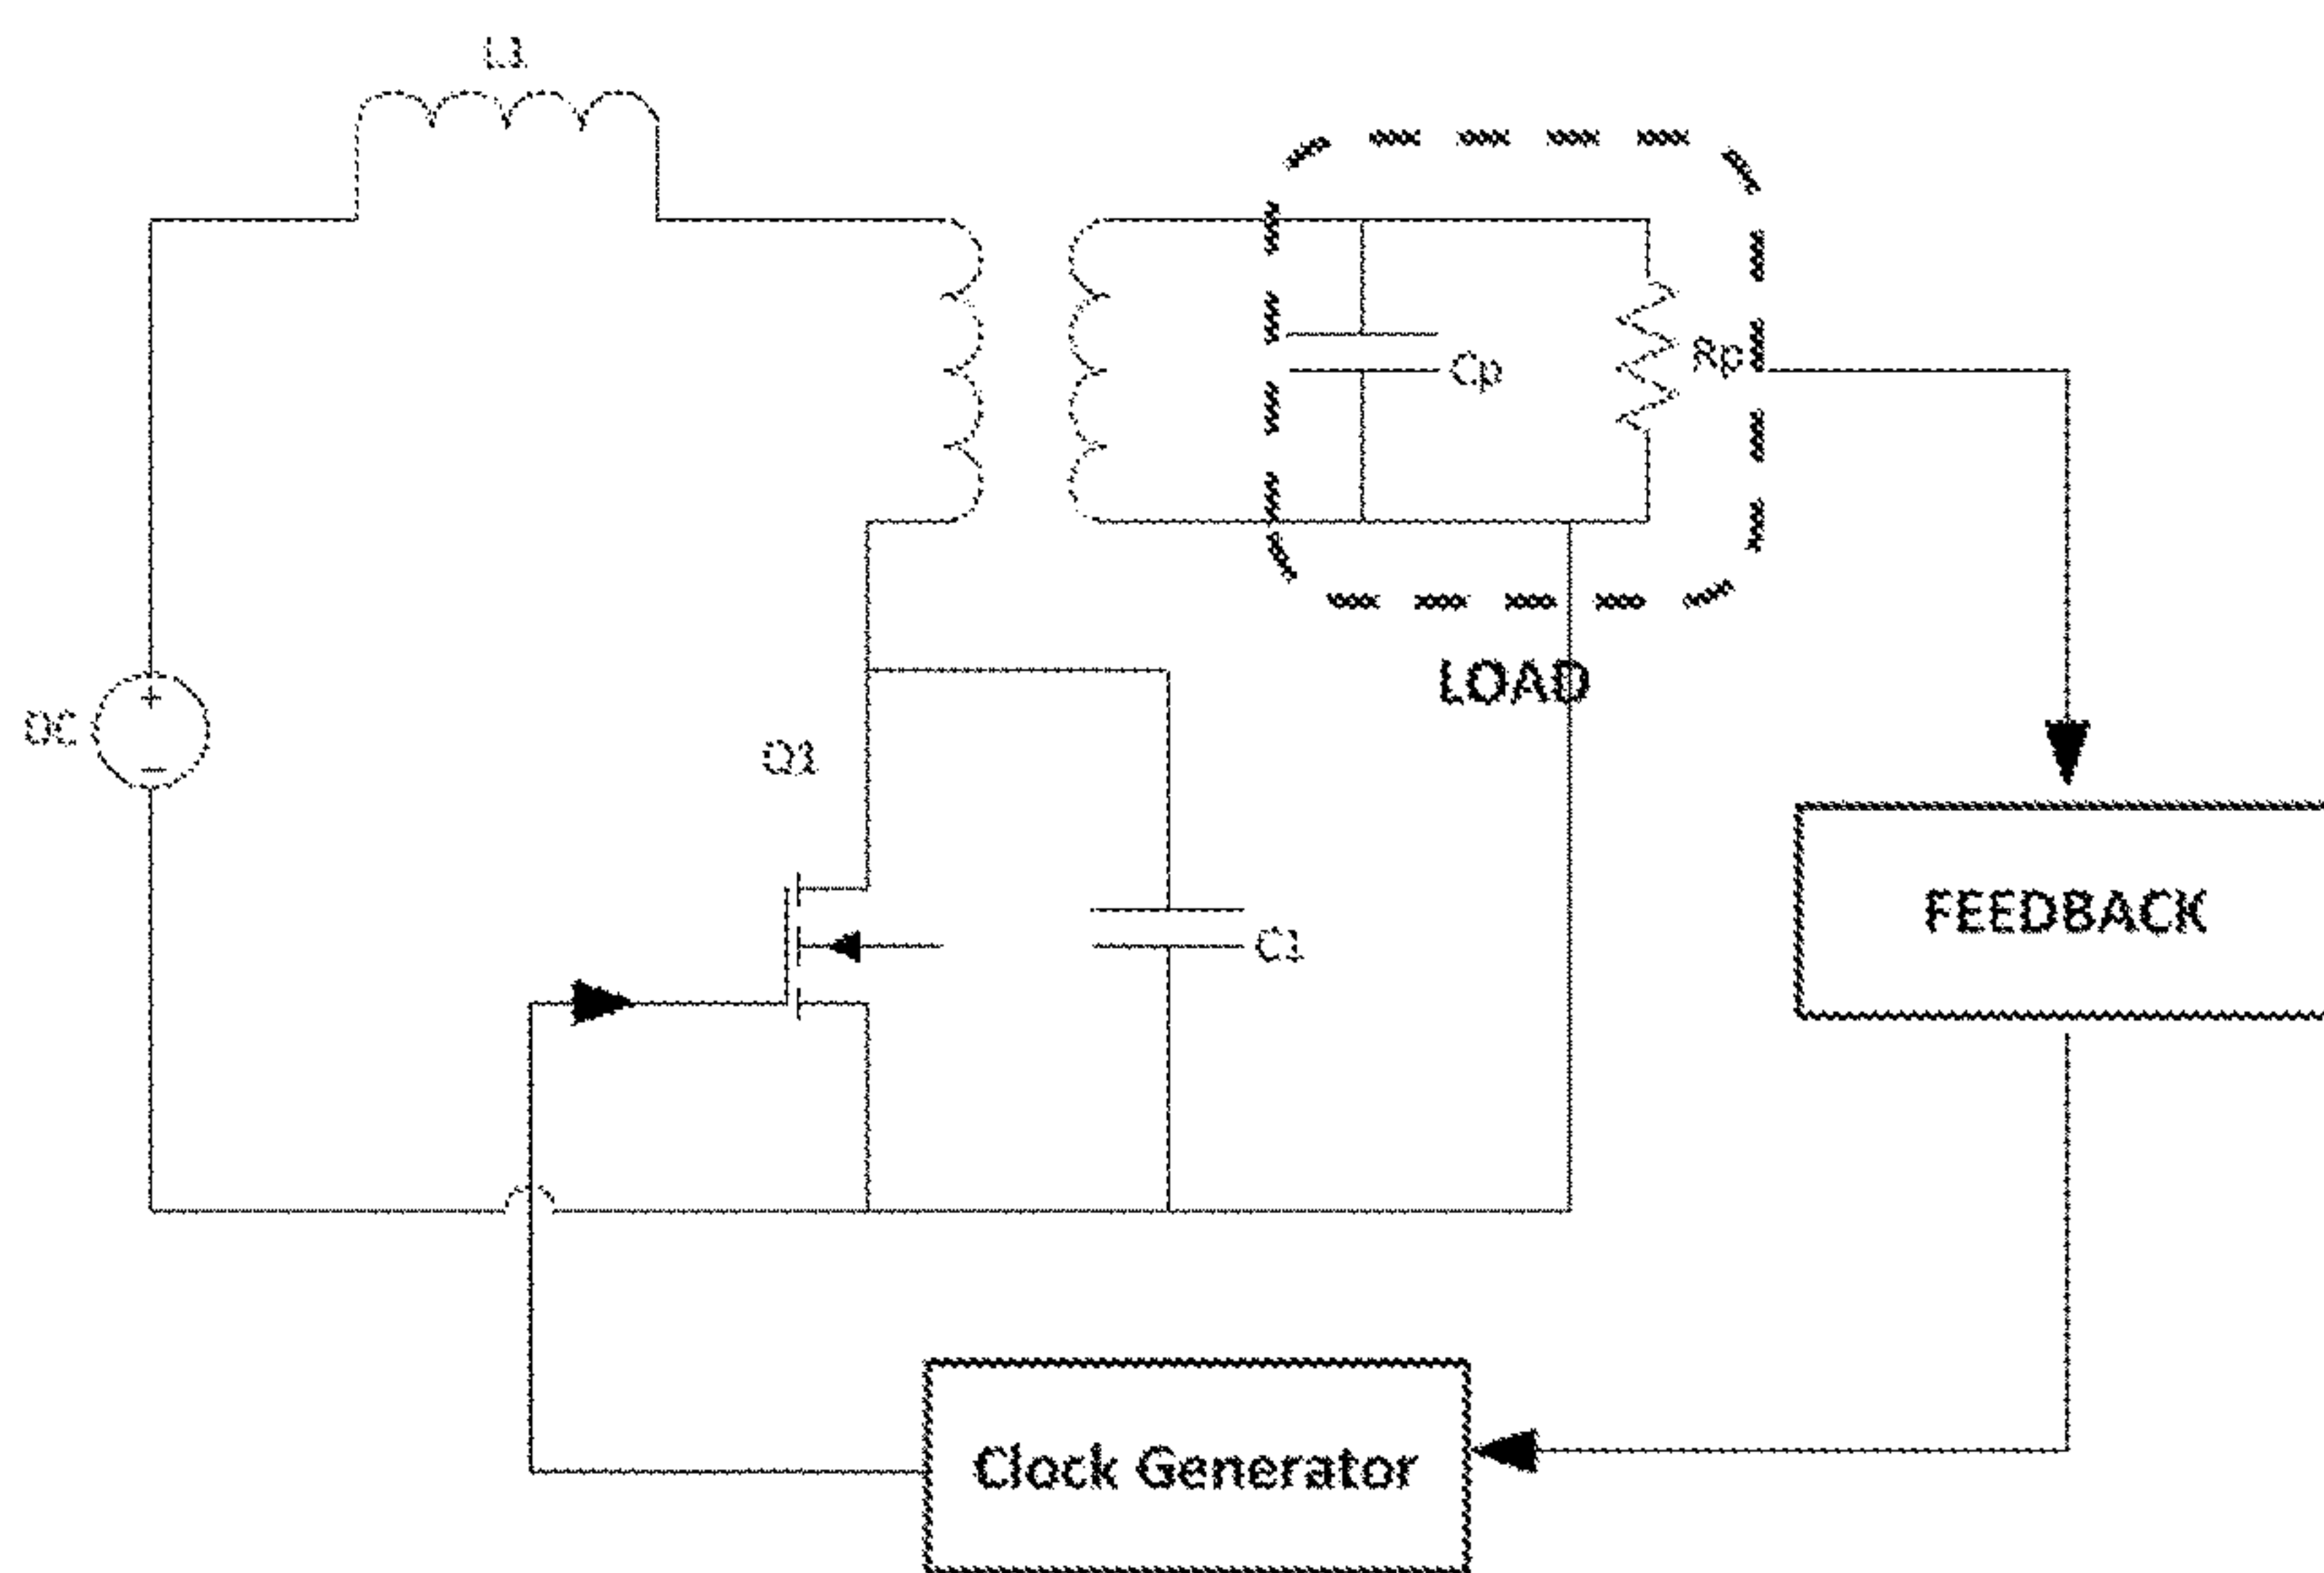 L1
Cp
Rp
LOAD
DC
+
−
Q1
FEEDBACK
C1
Clock Generator